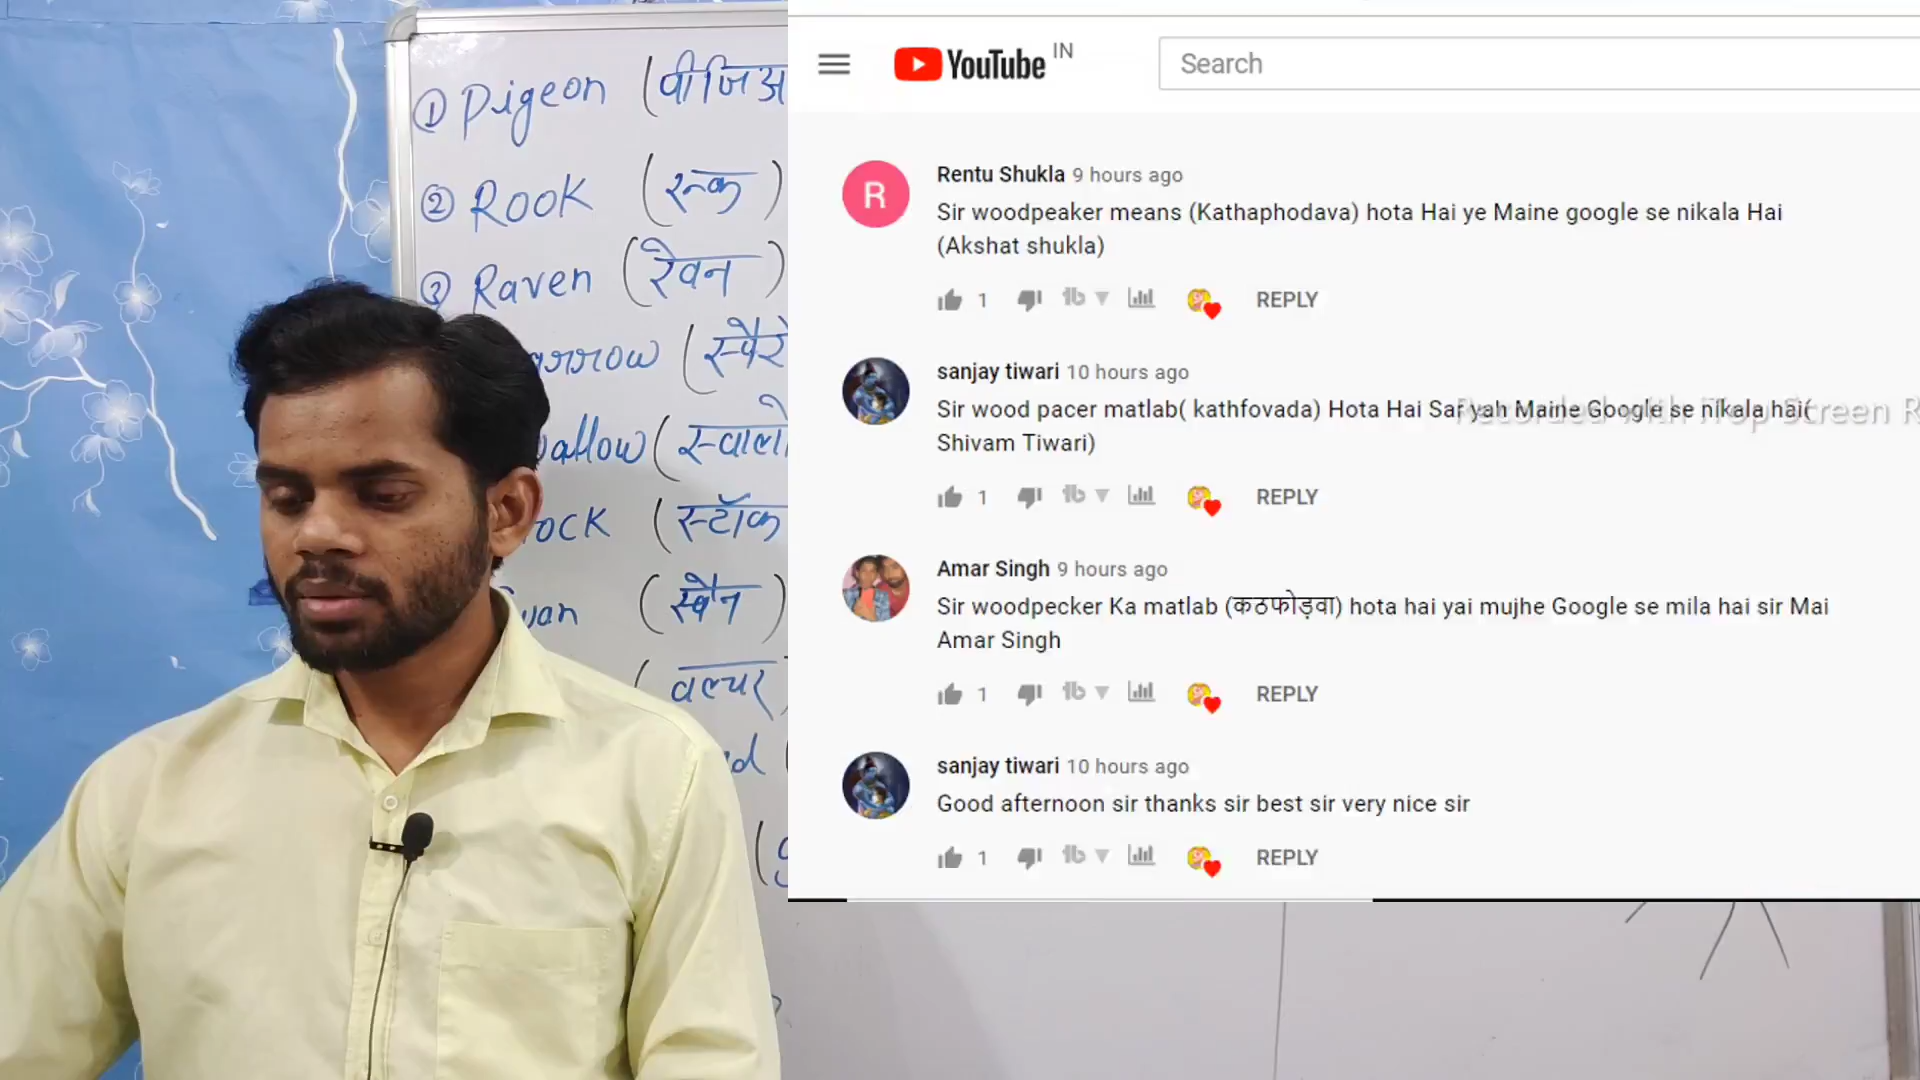 ① Pigeon (पीजिअ
② Rook (रूक)
③ Raven (रेवन)
arrow (स्पैरो
wallow (स्वालो
ock (स्टॉक
wan (स्वैन)
(वल्चर)
YouTube IN
Search
Rentu Shukla 9 hours ago
Sir woodpeaker means (Kathaphodava) hota Hai ye Maine google se nikala Hai
(Akshat shukla)
1 REPLY
sanjay tiwari 10 hours ago
Sir wood pacer matlab( kathfovada) Hota Hai Sar yah Maine Google se nikala hai(
Shivam Tiwari)
Recorded with iTop Screen R
1 REPLY
Amar Singh 9 hours ago
Sir woodpecker Ka matlab (कठफोड़वा) hota hai yai mujhe Google se mila hai sir Mai
Amar Singh
1 REPLY
sanjay tiwari 10 hours ago
Good afternoon sir thanks sir best sir very nice sir
1 REPLY